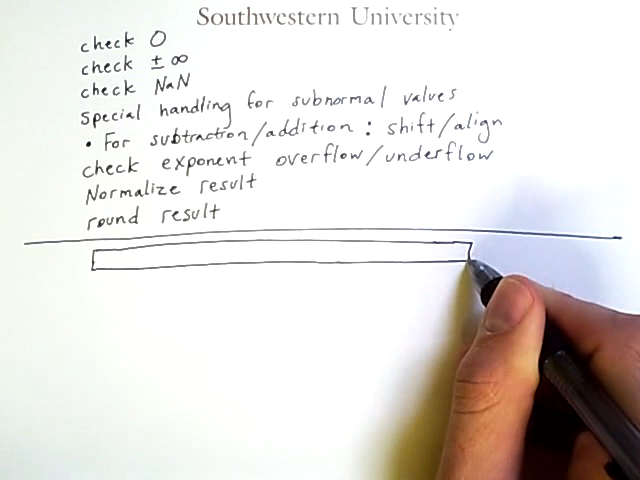 Southwestern University
check 0
check ± ∞
check NaN
Special handling for subnormal values
• For subtraction/addition: shift/align
check exponent overflow/underflow
Normalize result
round result